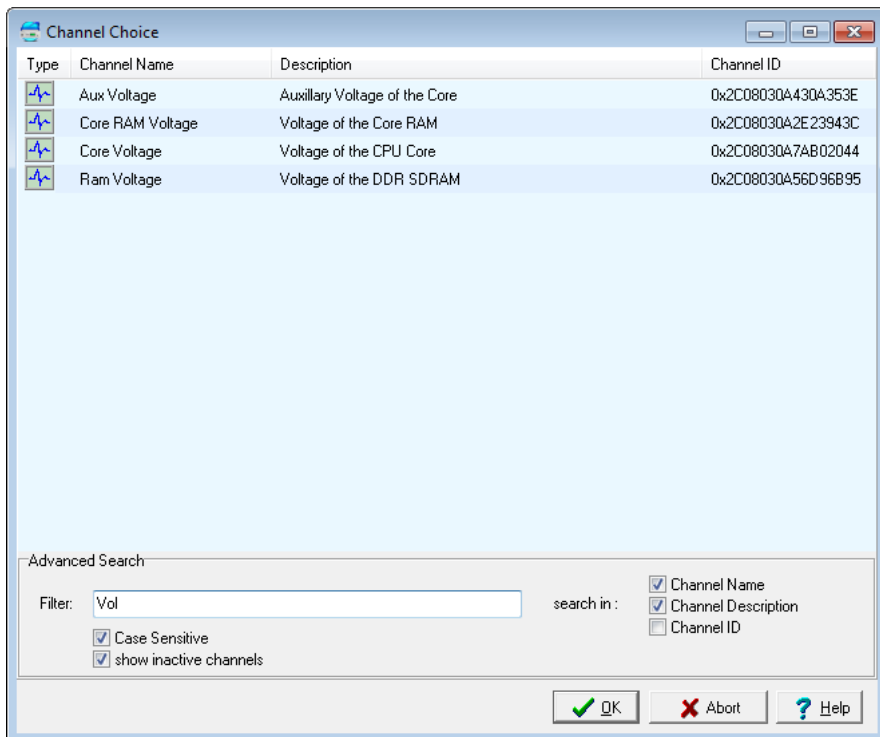 Channel Choice
Type Channel Name Description Channel ID
Aux Voltage Auxillary Voltage of the Core 0x2C08030A430A353E
Core RAM Voltage Voltage of the Core RAM 0x2C08030A2E23943C
Core Voltage Voltage of the CPU Core 0x2C08030A7AB02044
Ram Voltage Voltage of the DDR SDRAM 0x2C08030A56D96B95
Advanced Search
Filter: Vol search in : Channel Name
Channel Description
Channel ID
Case Sensitive
show inactive channels
OK Abort Help